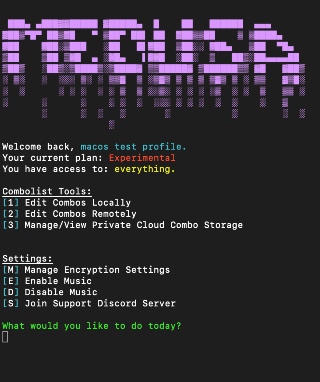 Welcome back, macos test profile.
Your current plan: Experimental
You have access to: everything.
Combolist Tools:
[1] Edit Combos Locally
[2] Edit Combos Remotely
[3] Manage/View Private Cloud Combo Storage
Settings:
[M] Manage Encryption Settings
[E] Enable Music
[D] Disable Music
[S] Join Support Discord Server
What would you like to do today?